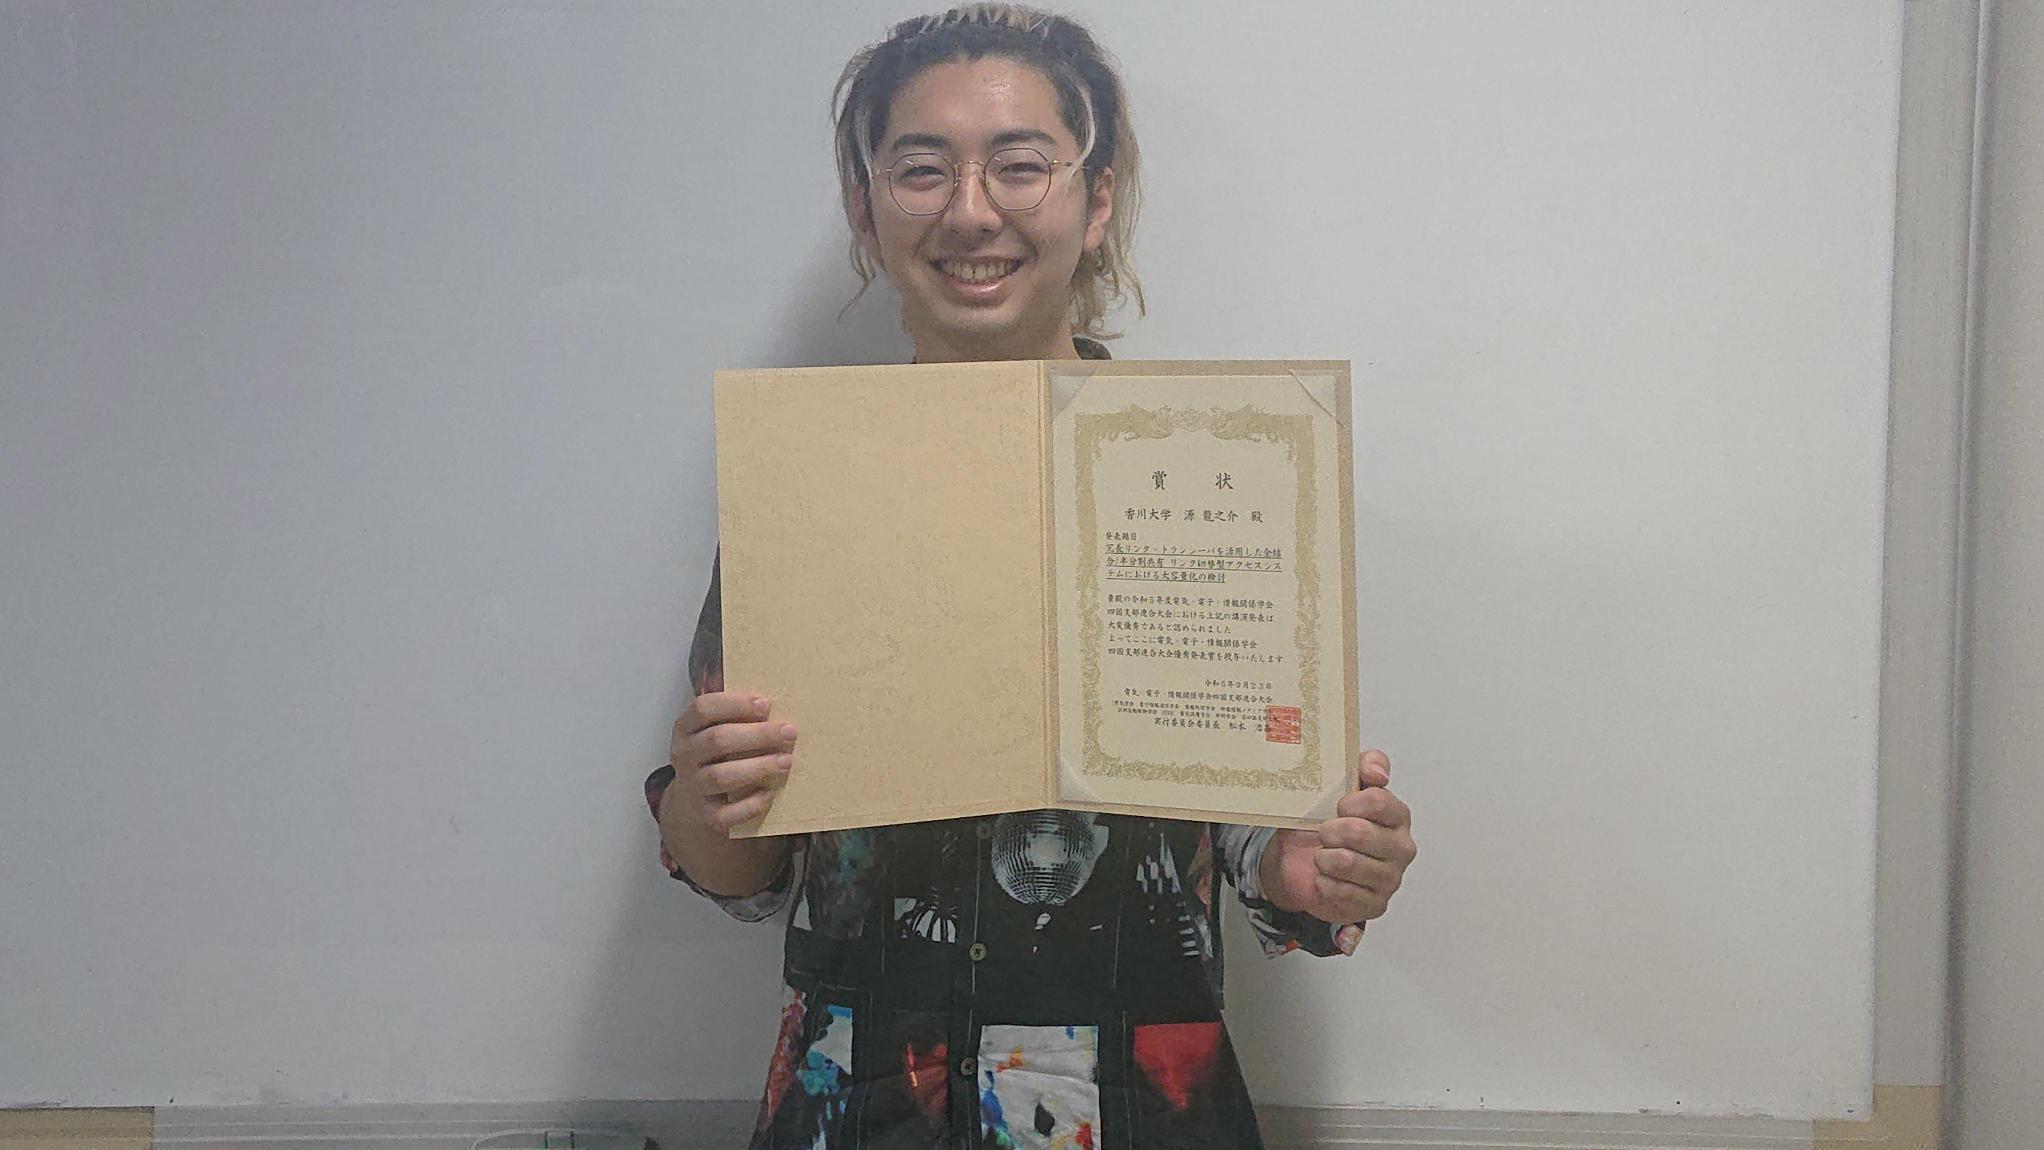 賞 状
香川大学 源 龍之介 殿
発表題目
冗長リンク・トランシーバを活用した全結
合/半分割共有 リンク切替型アクセスシス
テムにおける大容量化の検討
貴殿の令和5年度電気・電子・情報関係学会
四国支部連合大会における上記の講演発表は
大変優秀であると認められました
よってここに電気・電子・情報関係学会
四国支部連合大会優秀発表賞を授与いたします
令和5年9月23日
電気・電子・情報関係学会四国支部連合大会
実行委員会委員長 松本